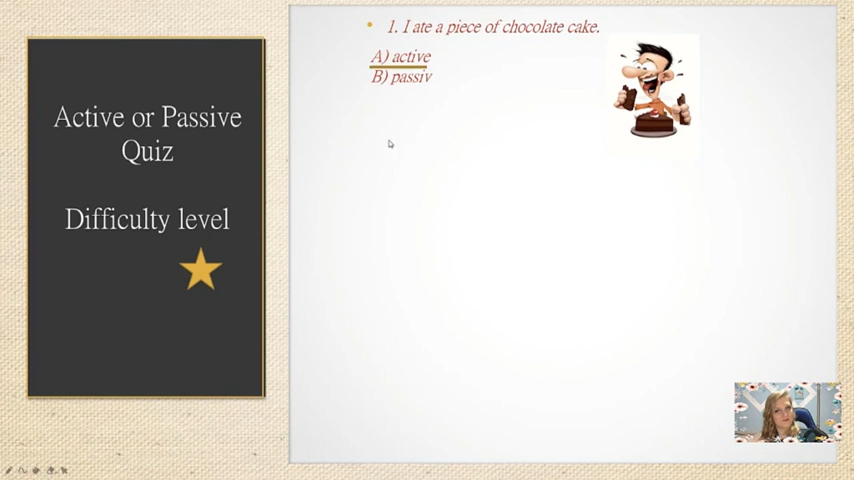 Active or Passive
Quiz
Difficulty level
1. I ate a piece of chocolate cake.
A) active
B) passiv